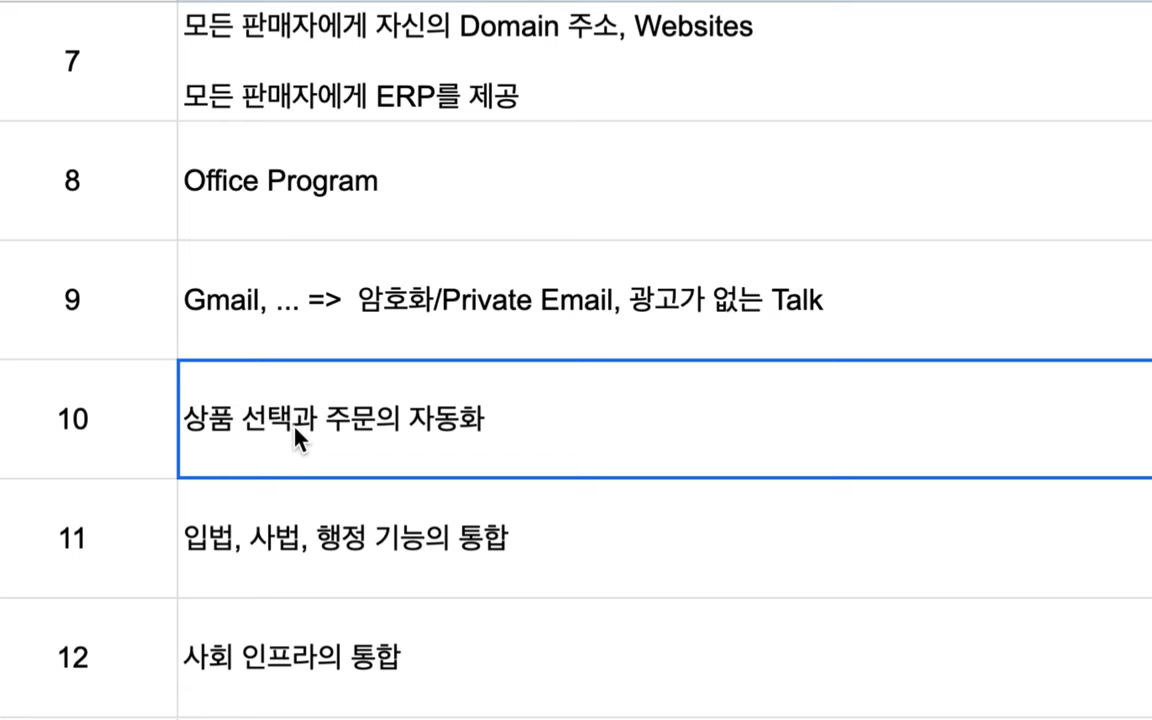 7
모든 판매자에게 자신의 Domain 주소, Websites
모든 판매자에게 ERP를 제공
8
Office Program
9
Gmail, ... => 암호화/Private Email, 광고가 없는 Talk
10
상품 선택과 주문의 자동화
11
입법, 사법, 행정 기능의 통합
12
사회 인프라의 통합